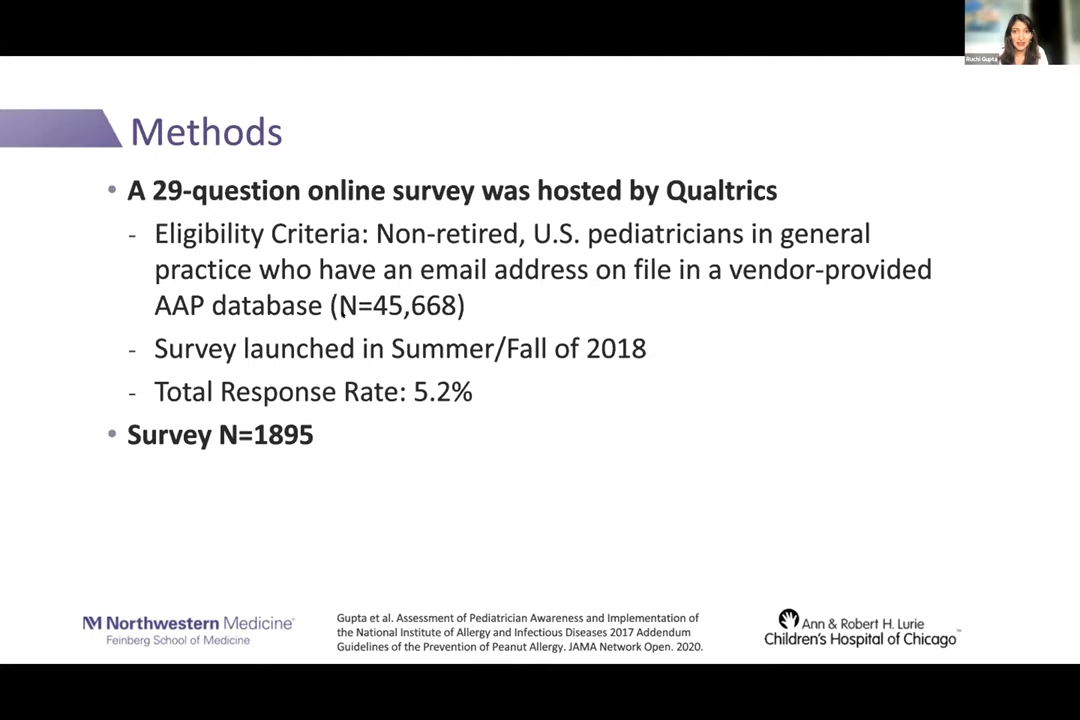 Ruchi Gupta
Methods
• A 29-question online survey was hosted by Qualtrics
- Eligibility Criteria: Non-retired, U.S. pediatricians in general
practice who have an email address on file in a vendor-provided
AAP database (N=45,668)
- Survey launched in Summer/Fall of 2018
- Total Response Rate: 5.2%
• Survey N=1895
M Northwestern Medicine®
Feinberg School of Medicine
Gupta et al. Assessment of Pediatrician Awareness and Implementation of
the National Institute of Allergy and Infectious Diseases 2017 Addendum
Guidelines of the Prevention of Peanut Allergy. JAMA Network Open. 2020.
Ann & Robert H. Lurie
Children's Hospital of Chicago™